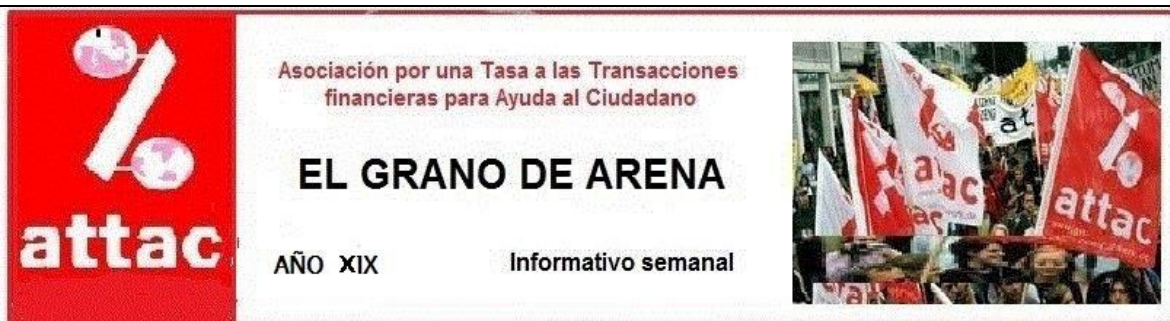 attac
Asociación por una Tasa a las Transacciones
financieras para Ayuda al Ciudadano
EL GRANO DE ARENA
AÑO XIX
Informativo semanal
at
attac
attac